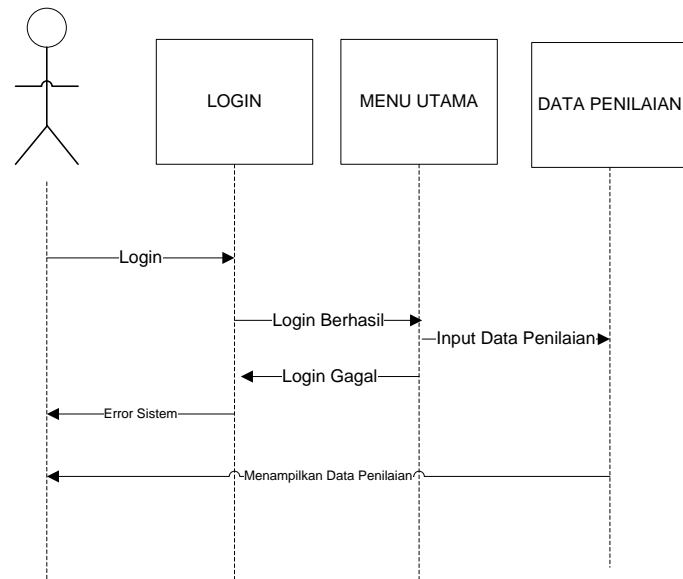 LOGIN
MENU UTAMA
DATA PENILAIAN
Login
Login Berhasil
Input Data Penilaian
Login Gagal
Error Sistem
Menampilkan Data Penilaian